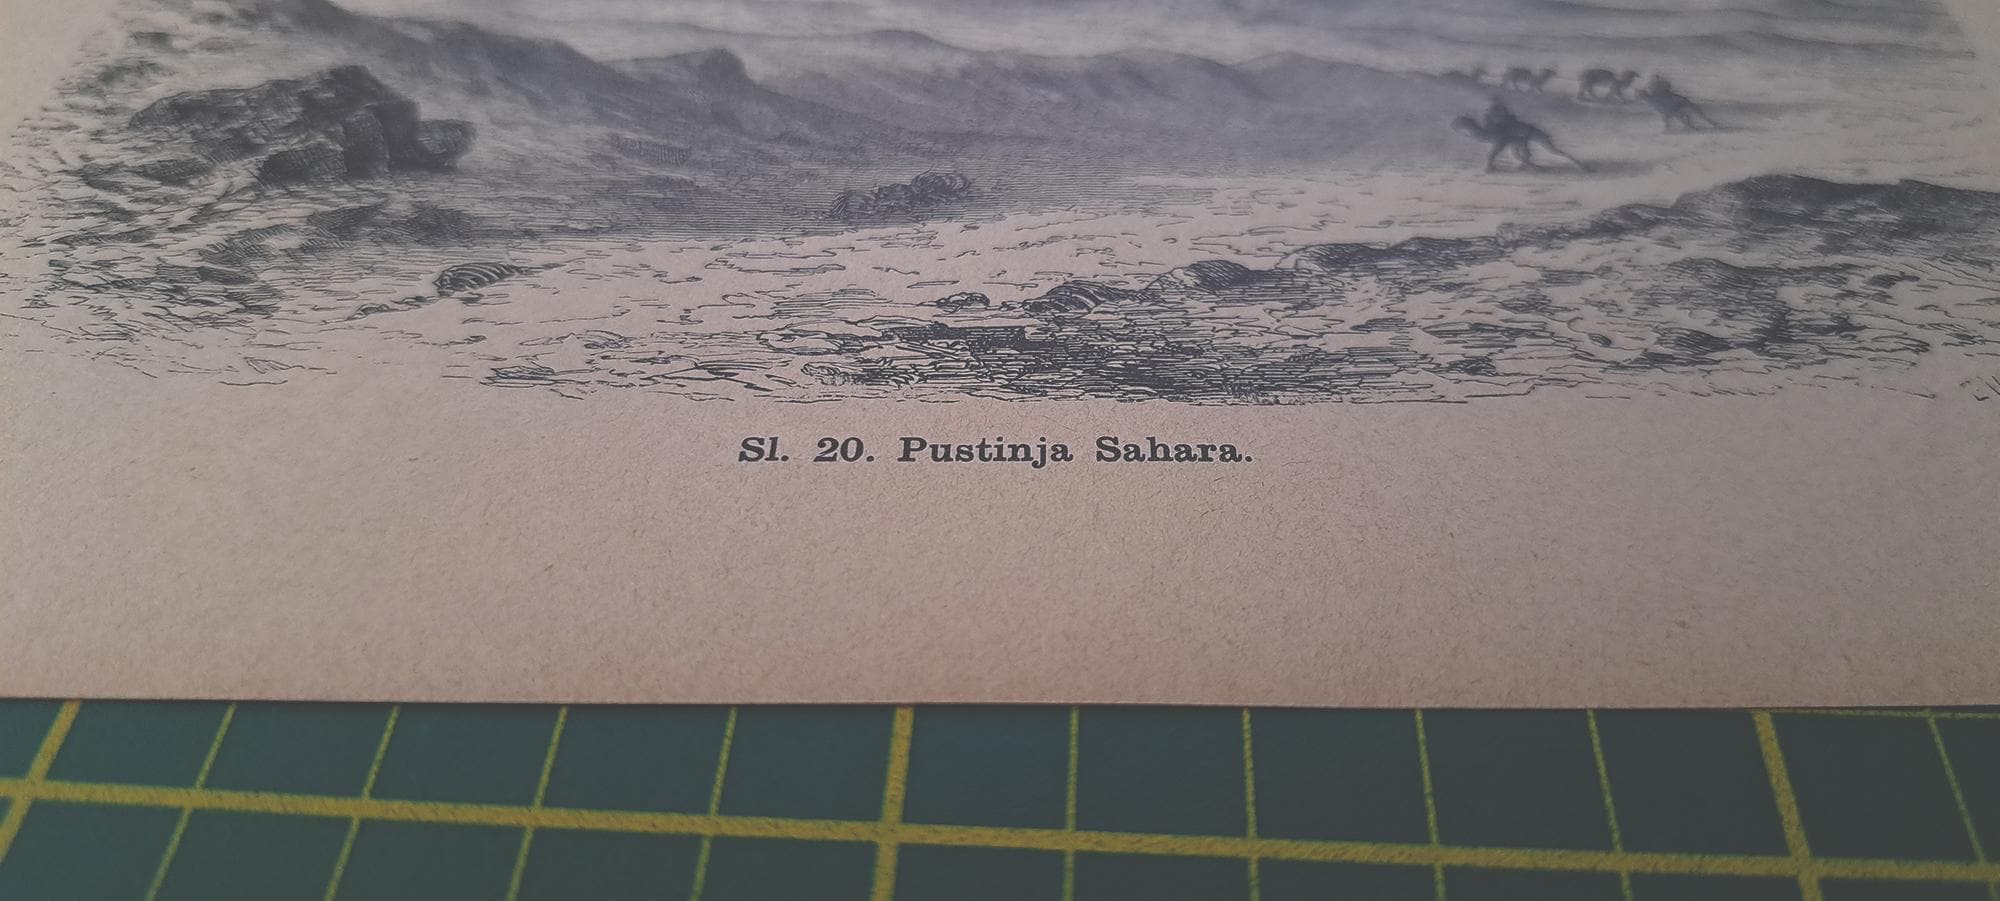 Sl. 20. Pustinja Sahara.